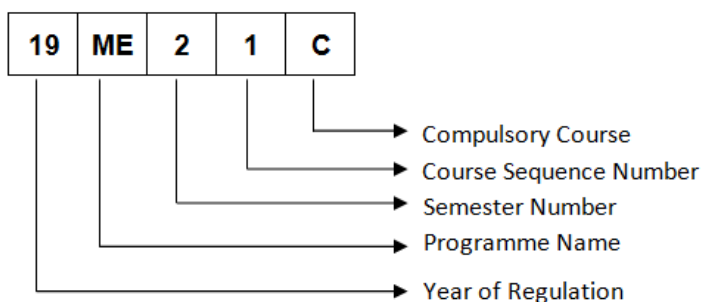 19 ME 2 1 C
Compulsory Course
Course Sequence Number
Semester Number
Programme Name
Year of Regulation